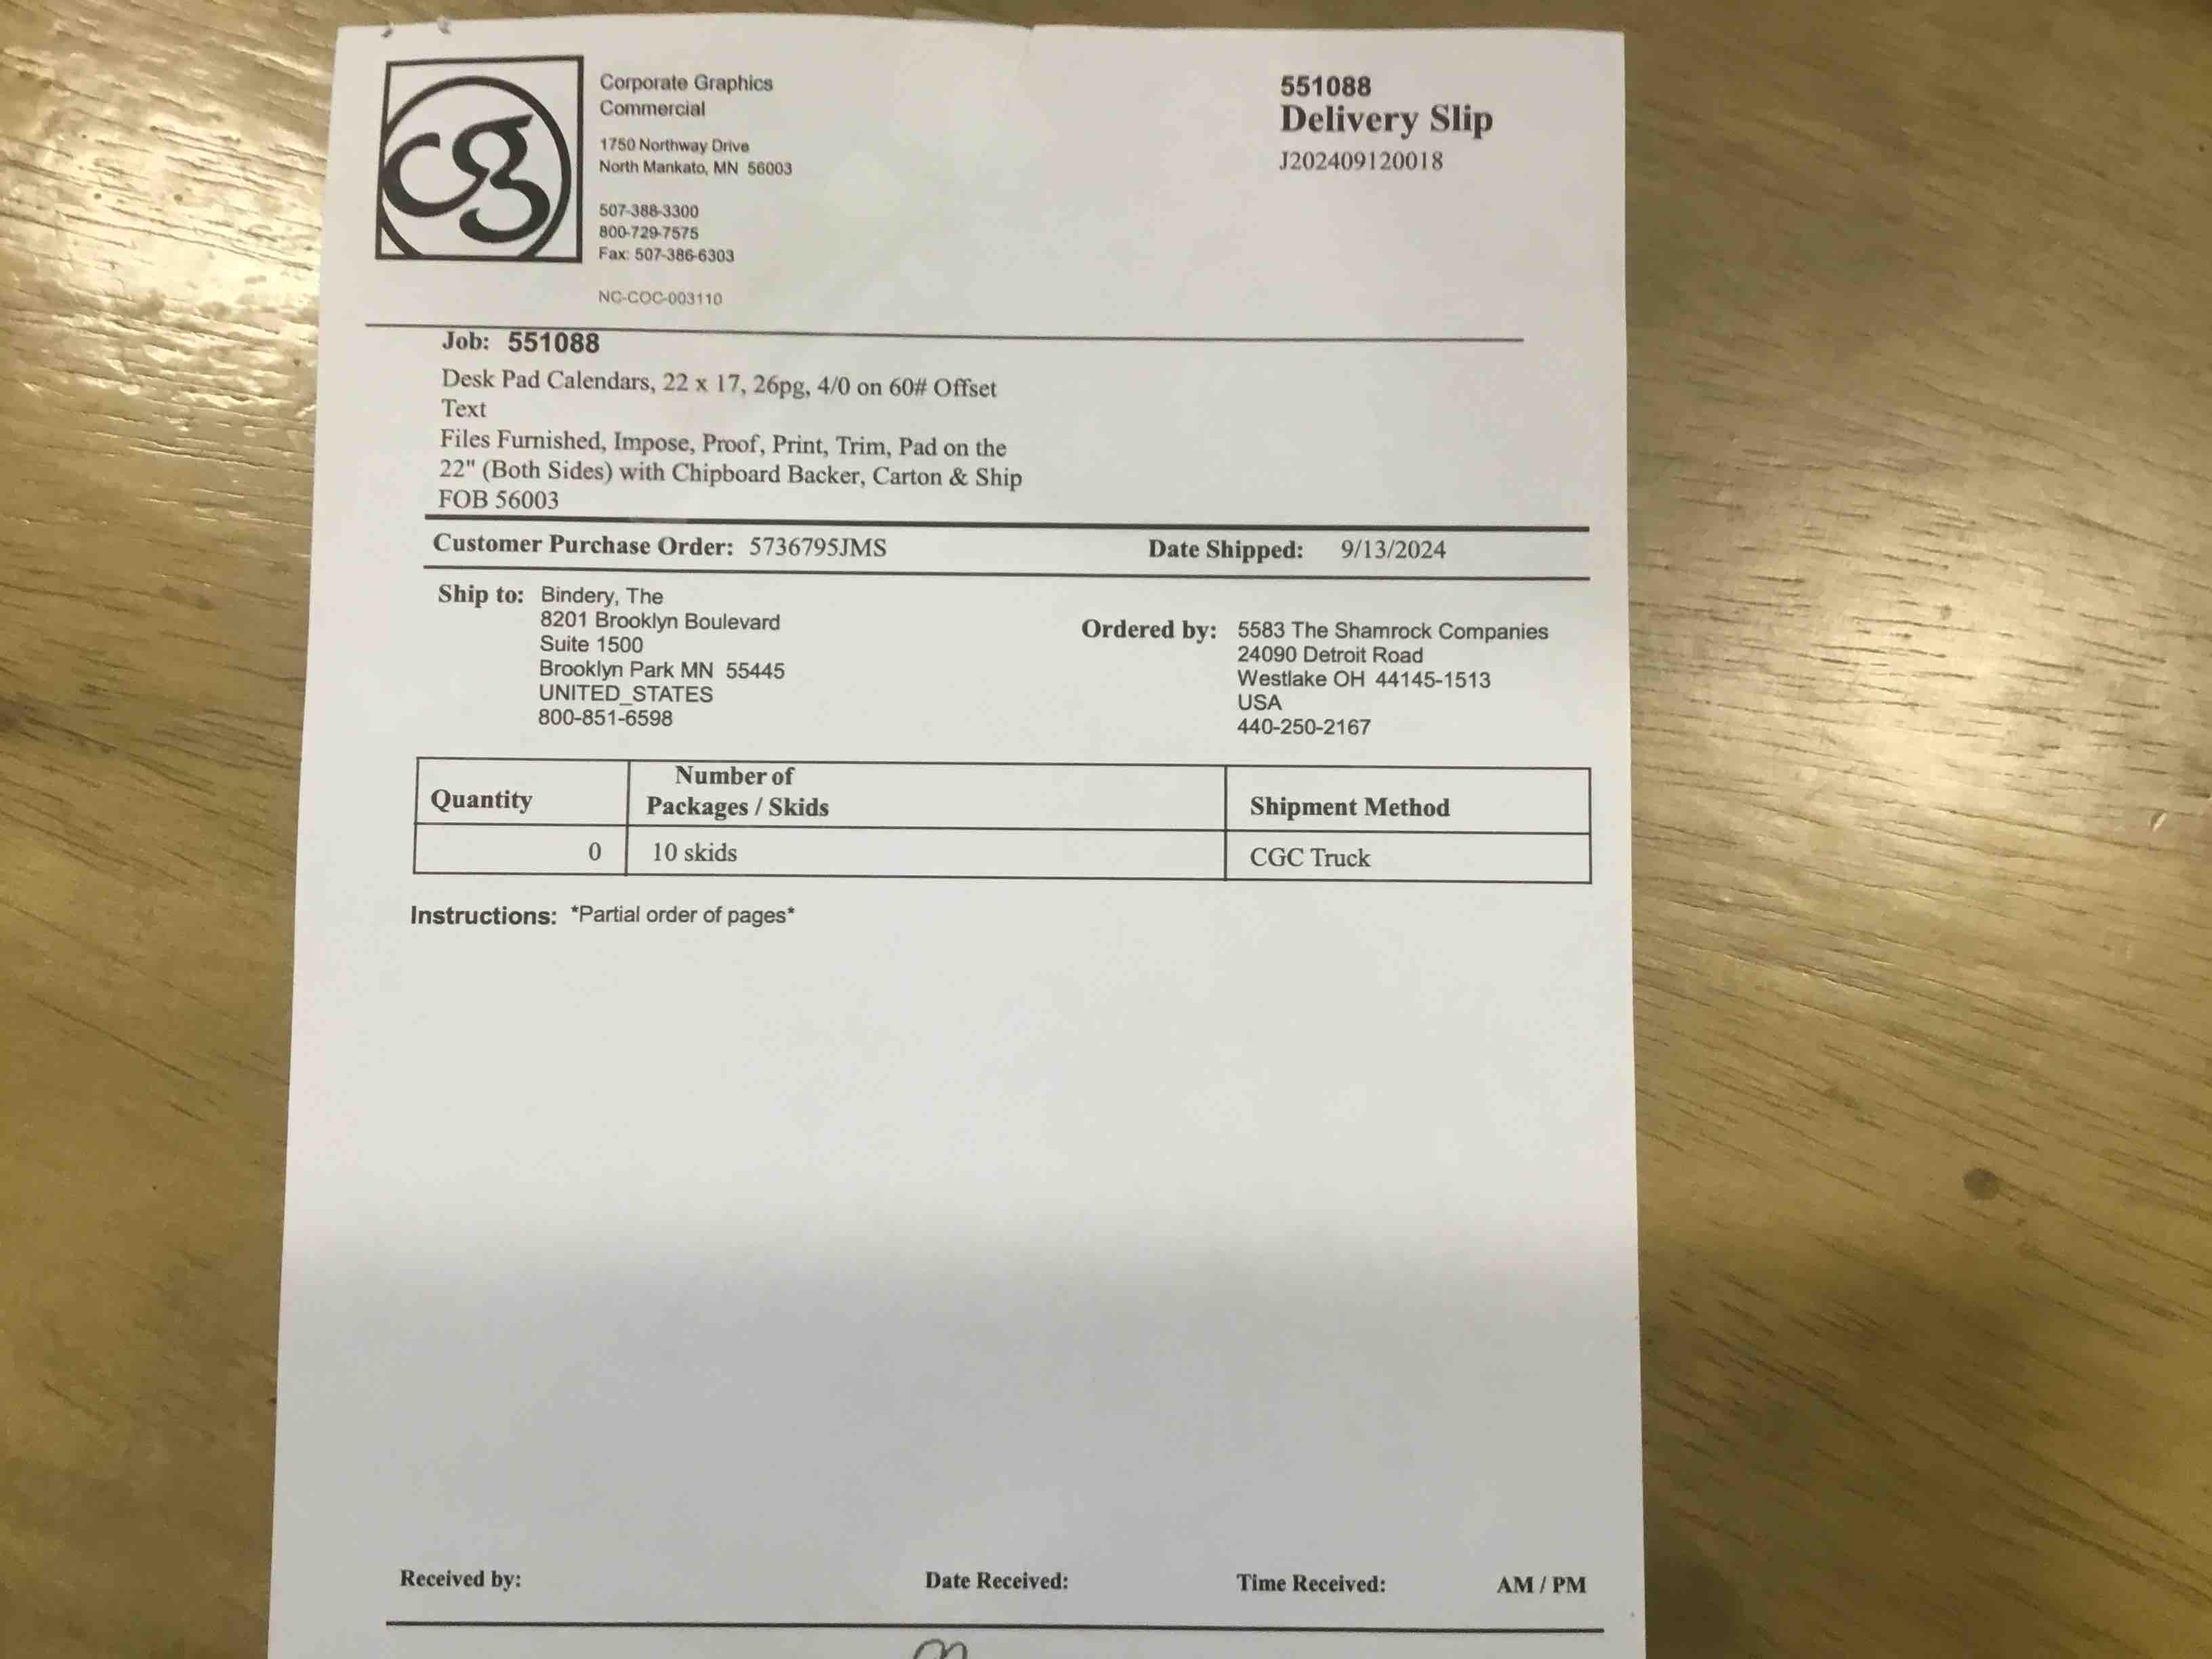 cg
Corporate Graphics
Commercial
1750 Northway Drive
North Mankato, MN 56003
507-388-3300
800-729-7575
Fax: 507-386-6303
NC-COC-003110
551088
Delivery Slip
J202409120018
Job: 551088
Desk Pad Calendars, 22 x 17, 26pg, 4/0 on 60# Offset
Text
Files Furnished, Impose, Proof, Print, Trim, Pad on the
22" (Both Sides) with Chipboard Backer, Carton & Ship
FOB 56003
Customer Purchase Order: 5736795JMS Date Shipped: 9/13/2024
Ship to: Bindery, The
8201 Brooklyn Boulevard
Suite 1500
Brooklyn Park MN 55445
UNITED_STATES
800-851-6598
Ordered by: 5583 The Shamrock Companies
24090 Detroit Road
Westlake OH 44145-1513
USA
440-250-2167
Quantity Number of
Packages / Skids Shipment Method
0 10 skids CGC Truck
Instructions: *Partial order of pages*
Received by: Date Received: Time Received: AM / PM